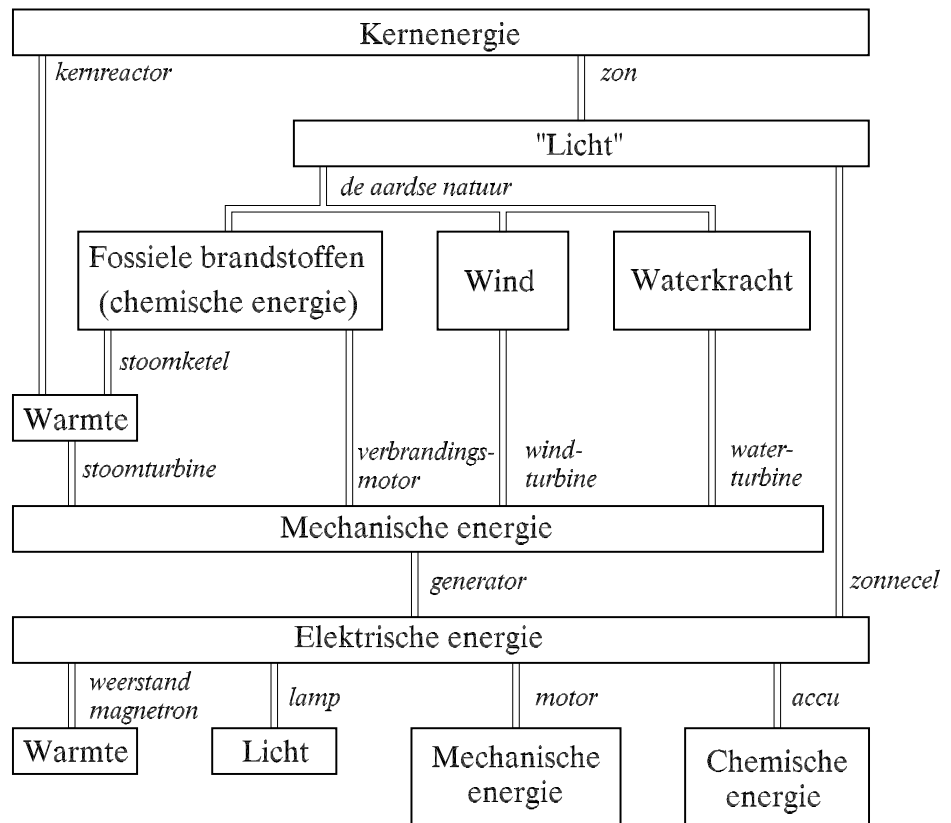 Kernenergie
kernreactor
zon
"Licht"
de aardse natuur
Fossiele brandstoffen
(chemische energie)
Wind
Waterkracht
stoomketel
Warmte
stoomturbine
verbrandings-
motor
wind-
turbine
water-
turbine
Mechanische energie
generator
zonnecel
Elektrische energie
weerstand
magnetron
lamp
motor
accu
Warmte
Licht
Mechanische
energie
Chemische
energie